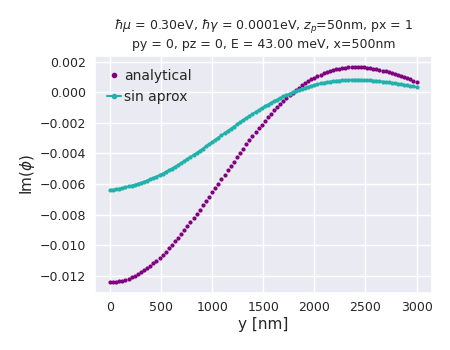 ℏμ = 0.30eV, ℏγ = 0.0001eV, zₚ=50nm, px = 1
py = 0, pz = 0, E = 43.00 meV, x=500nm
0.002
0.000
−0.002
−0.004
−0.006
−0.008
−0.010
−0.012
Im(ϕ)
analytical
sin aprox
0 500 1000 1500 2000 2500 3000
y [nm]